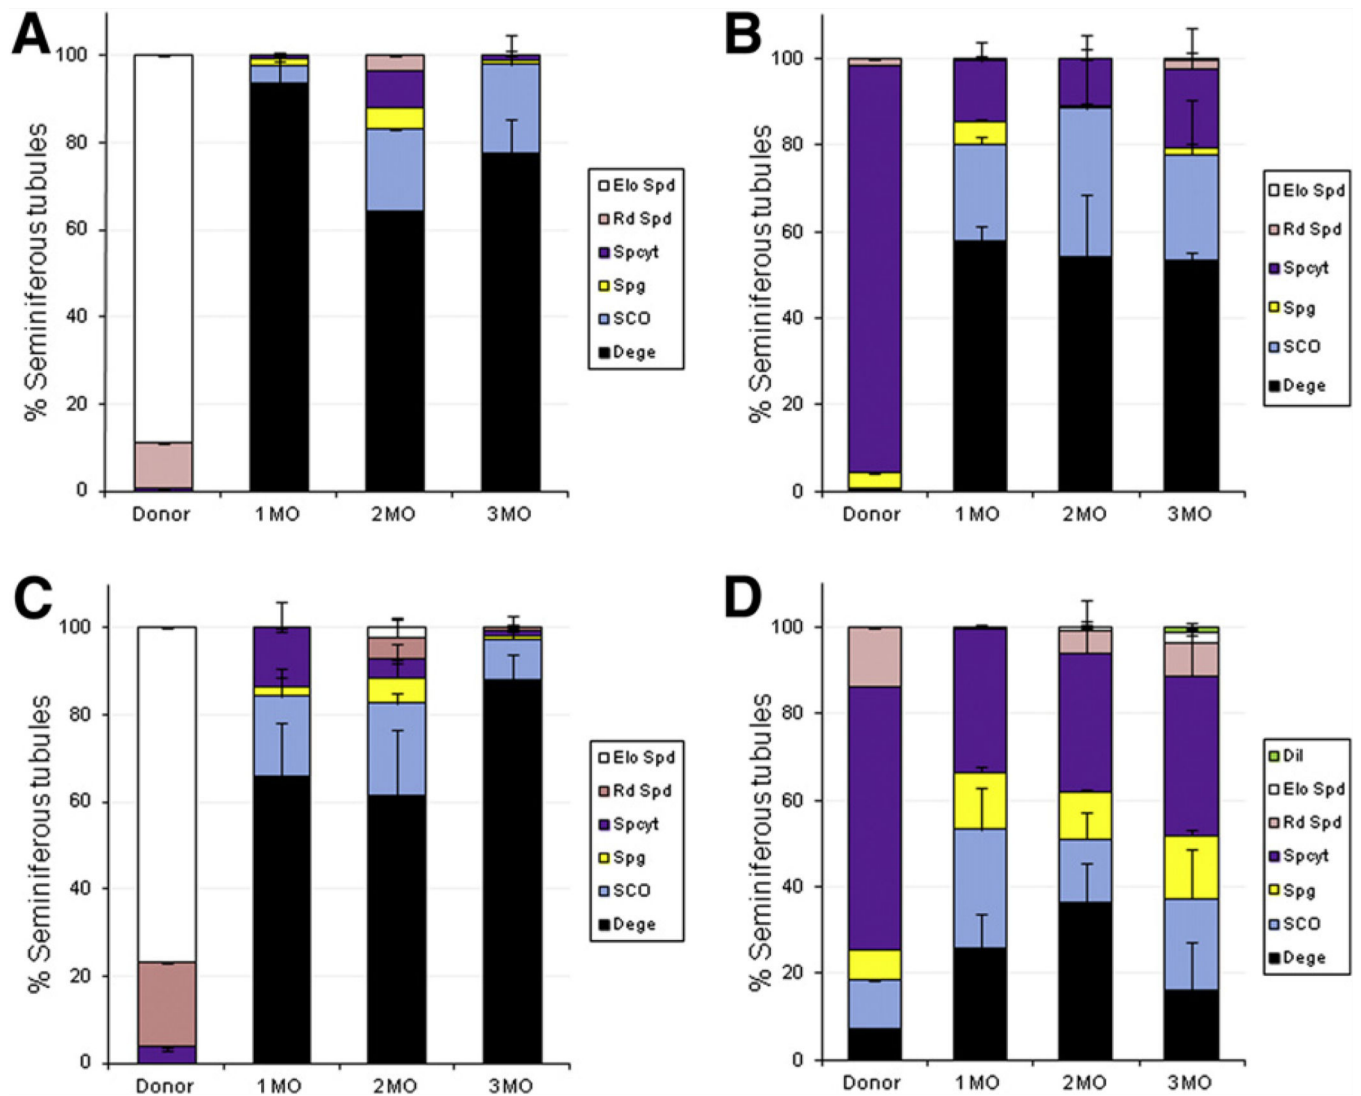 A
% Seminiferous tubules
100
80
60
40
20
0
Donor 1MO 2MO 3MO
Elo Spd
Rd Spd
Spcyt
Spg
SCO
Dege
B
% Seminiferous tubules
100
80
60
40
20
0
Donor 1MO 2MO 3MO
Elo Spd
Rd Spd
Spcyt
Spg
SCO
Dege
C
% Seminiferous tubules
100
80
60
40
20
0
Donor 1MO 2MO 3MO
Elo Spd
Rd Spd
Spcyt
Spg
SCO
Dege
D
% Seminiferous tubules
100
80
60
40
20
0
Donor 1MO 2MO 3MO
Dil
Elo Spd
Rd Spd
Spcyt
Spg
SCO
Dege